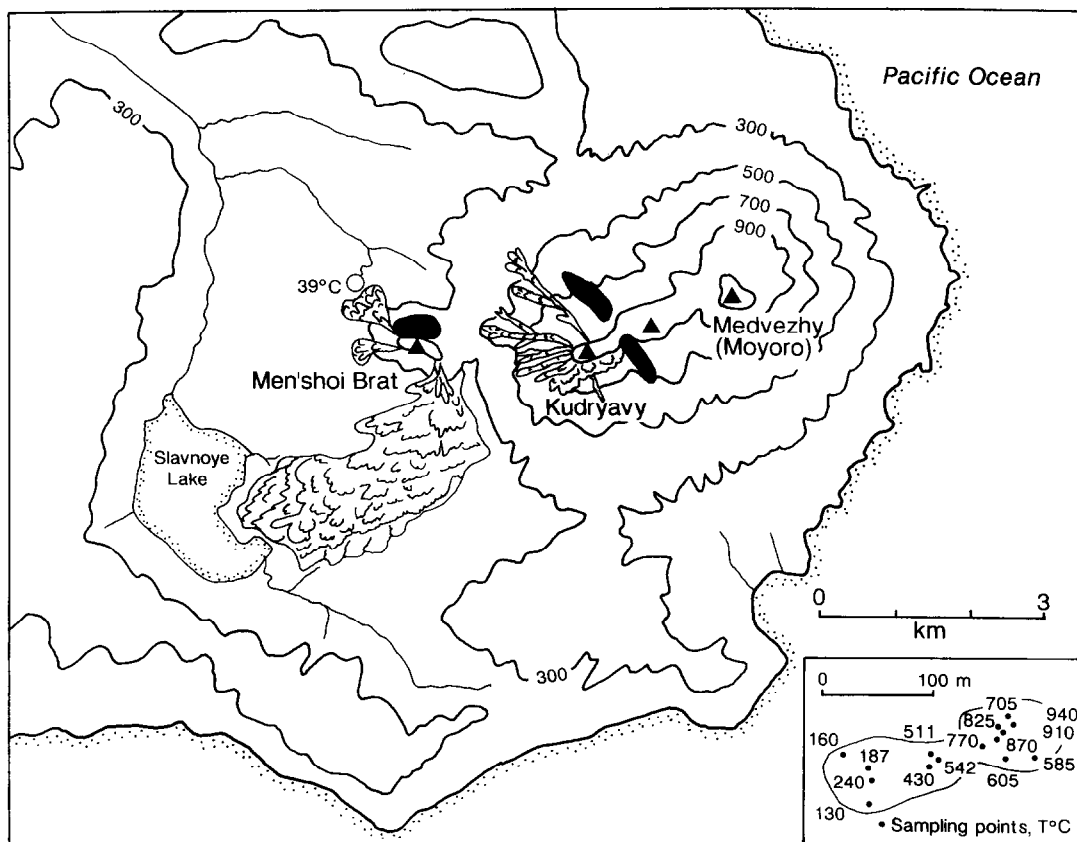 Pacific Ocean
300
300
500
700
900
39°C
Medvezhy
(Moyoro)
Men'shoi Brat
Kudryavy
Slavnoye
Lake
0 3
km
300
0 100 m
705
825 940
511 910
160 770 870
187 585
240 430 542 605
130
Sampling points, T°C